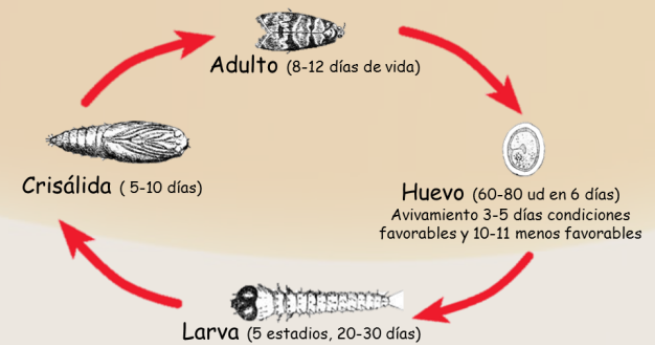 Adulto (8-12 días de vida)
Crisálida ( 5-10 días)
Huevo (60-80 ud en 6 días)
Avivamiento 3-5 días condiciones
favorables y 10-11 menos favorables
Larva (5 estadios, 20-30 días)